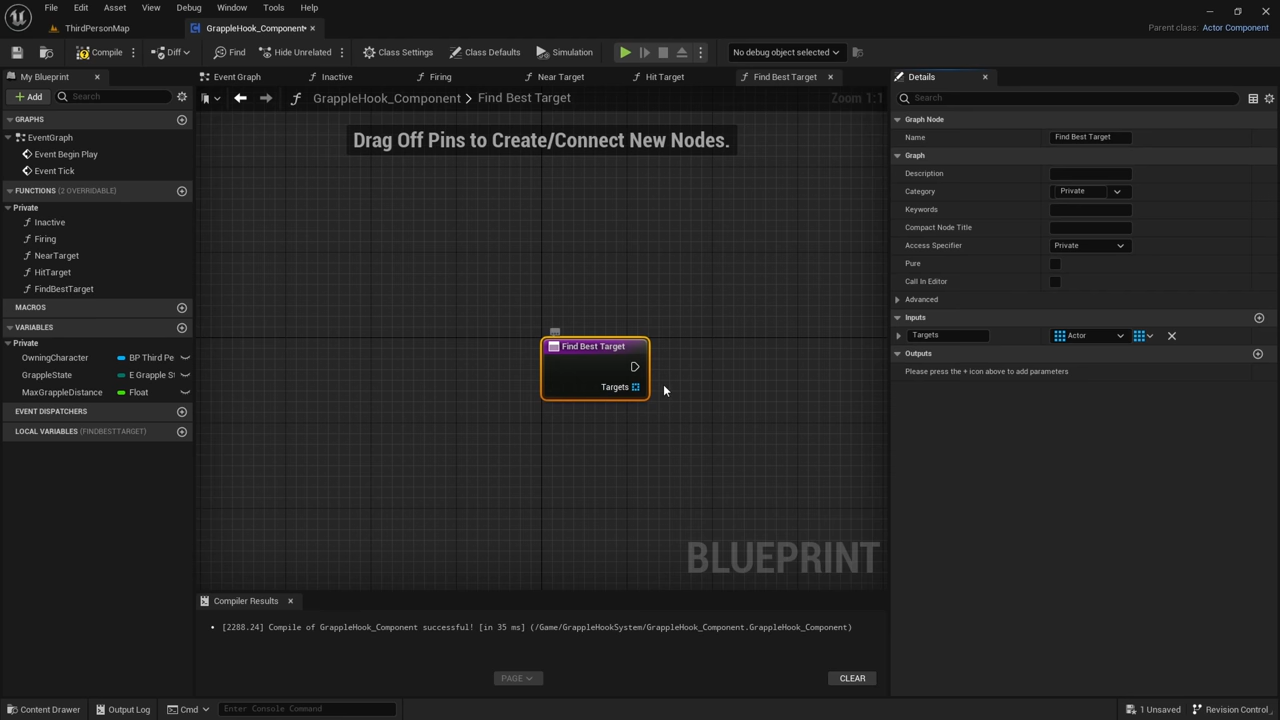 File Edit Asset View Debug Window Tools Help
ThirdPersonMap GrappleHook_Component* Parent class: Actor Component
Compile Diff Find Hide Unrelated Class Settings Class Defaults Simulation No debug object selected
My Blueprint Event Graph Inactive Firing Near Target Hit Target Find Best Target Details
+ Add Search GrappleHook_Component > Find Best Target Zoom 1:1 Search
GRAPHS
EventGraph
Event Begin Play
Event Tick
FUNCTIONS (2 OVERRIDABLE)
Private
Inactive
Firing
NearTarget
HitTarget
FindBestTarget
MACROS
VARIABLES
Private
OwningCharacter BP Third Pe
GrappleState E Grapple St
MaxGrappleDistance Float
EVENT DISPATCHERS
LOCAL VARIABLES (FINDBESTTARGET)
Drag Off Pins to Create/Connect New Nodes.
Find Best Target
Targets
BLUEPRINT
Graph Node
Name Find Best Target
Graph
Description
Category Private
Keywords
Compact Node Title
Access Specifier Private
Pure
Call In Editor
Advanced
Inputs
Targets Actor
Outputs
Please press the + icon above to add parameters
Compiler Results
[2288.24] Compile of GrappleHook_Component successful! [in 35 ms] (/Game/GrappleHookSystem/GrappleHook_Component.GrappleHook_Component)
PAGE CLEAR
Content Drawer Output Log Cmd Enter Console Command 1 Unsaved Revision Control